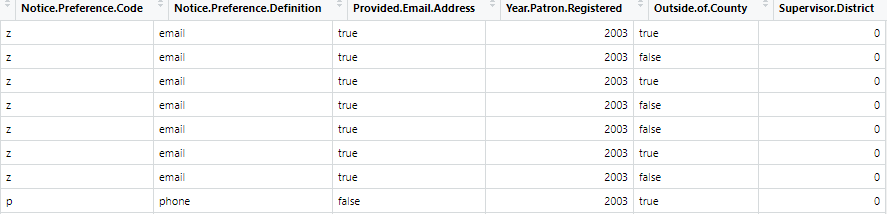 Notice.Preference.Code Notice.Preference.Definition Provided.Email.Address Year.Patron.Registered Outside.of.County Supervisor.District
z email true 2003 true 0
z email true 2003 false 0
z email true 2003 true 0
z email true 2003 false 0
z email true 2003 false 0
z email true 2003 true 0
z email true 2003 false 0
p phone false 2003 true 0